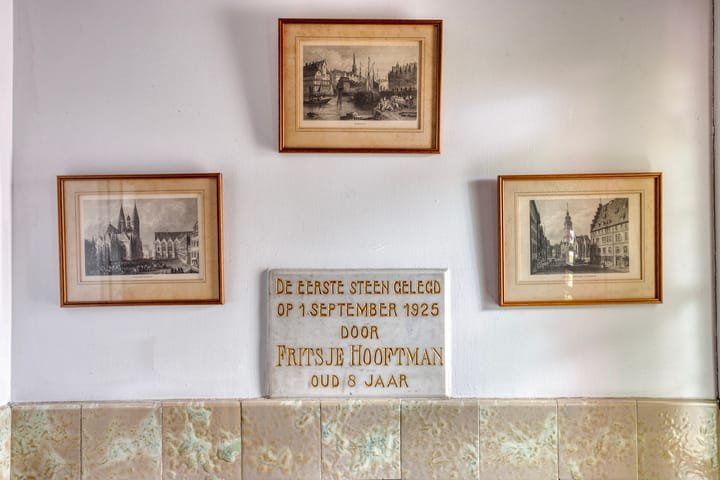 DE EERSTE STEEN GELEGD
OP 1 SEPTEMBER 1925
DOOR
FRITSJE HOOFTMAN
OUD 8 JAAR